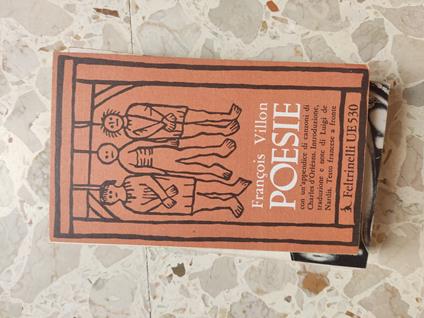 François Villon
POESIE
con un'appendice di canzoni di
Charles d'Orléans. Introduzione,
traduzione e note di Luigi de
Nardis. Testo francese a fronte
Feltrinelli UE 530